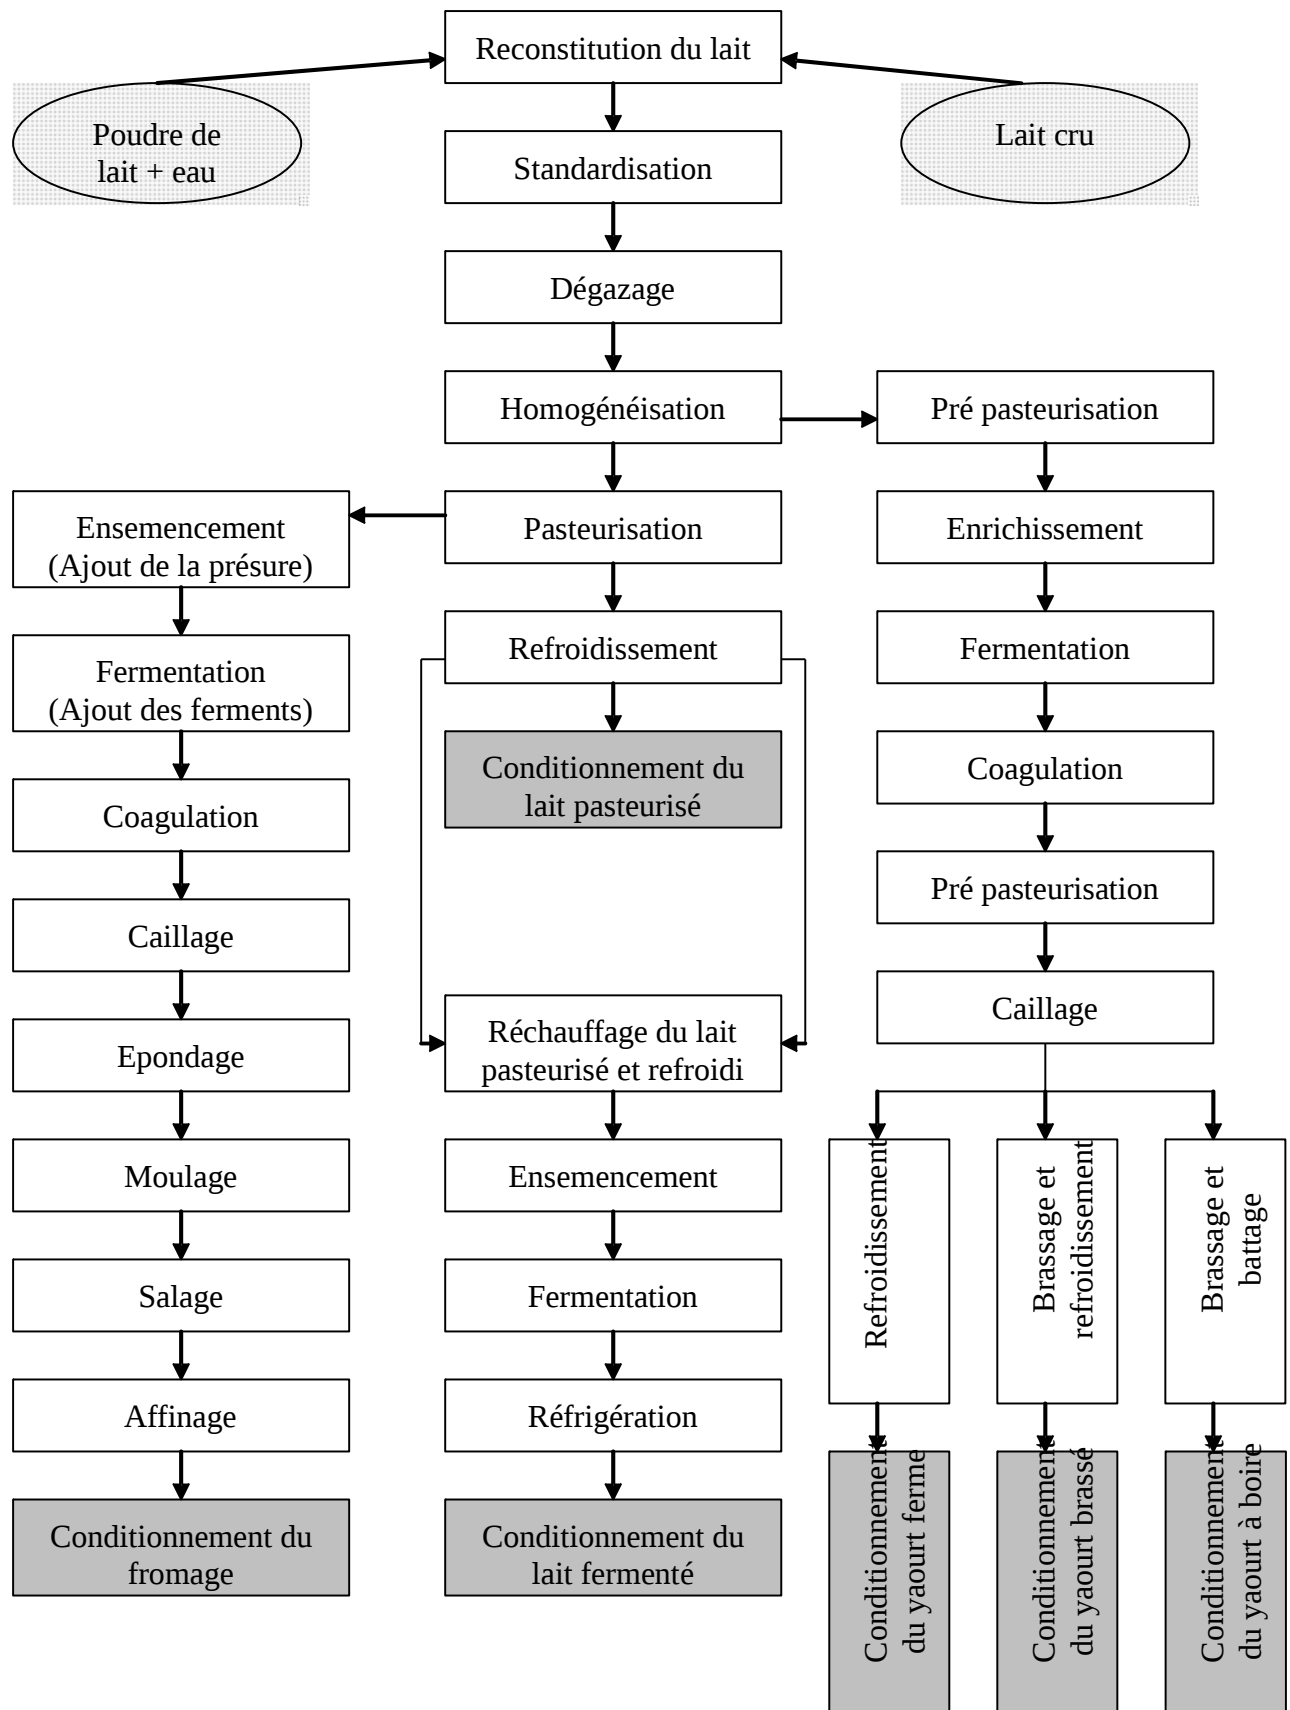 Reconstitution du lait
Poudre de
lait + eau
Lait cru
Standardisation
Dégazage
Homogénéisation
Pré pasteurisation
Ensemencement
(Ajout de la présure)
Pasteurisation
Enrichissement
Fermentation
(Ajout des ferments)
Refroidissement
Fermentation
Coagulation
Conditionnement du
lait pasteurisé
Coagulation
Caillage
Pré pasteurisation
Epondage
Réchauffage du lait
pasteurisé et refroidi
Caillage
Moulage
Ensemencement
Refroidissement
Brassage et
refroidissement
Brassage et
battage
Salage
Fermentation
Affinage
Réfrigération
Conditionnement du
fromage
Conditionnement du
lait fermenté
Conditionnement
du yaourt ferme
Conditionnement
du yaourt brassé
Conditionnement
du yaourt à boire